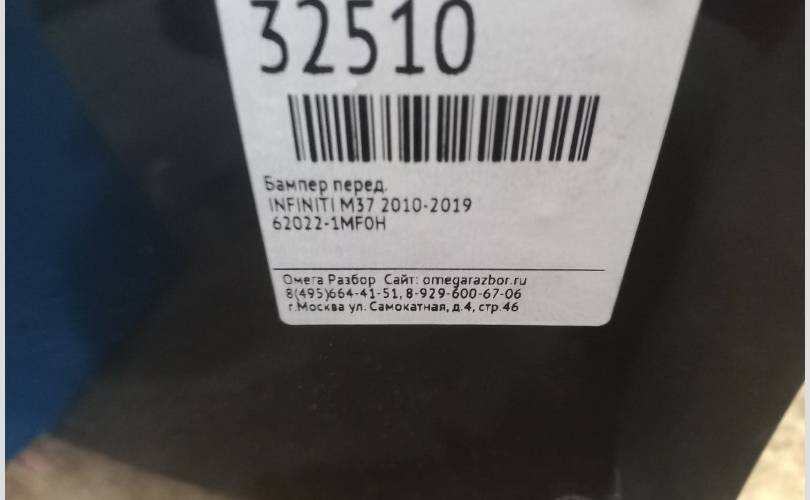 32510
Бампер перед.
INFINITI M37 2010-2019
62022-1MF0H
Омега Разбор Сайт: omegarazbor.ru
8(495)664-41-51, 8-929-600-67-06
г.Москва ул. Самокатная, д.4, стр.46